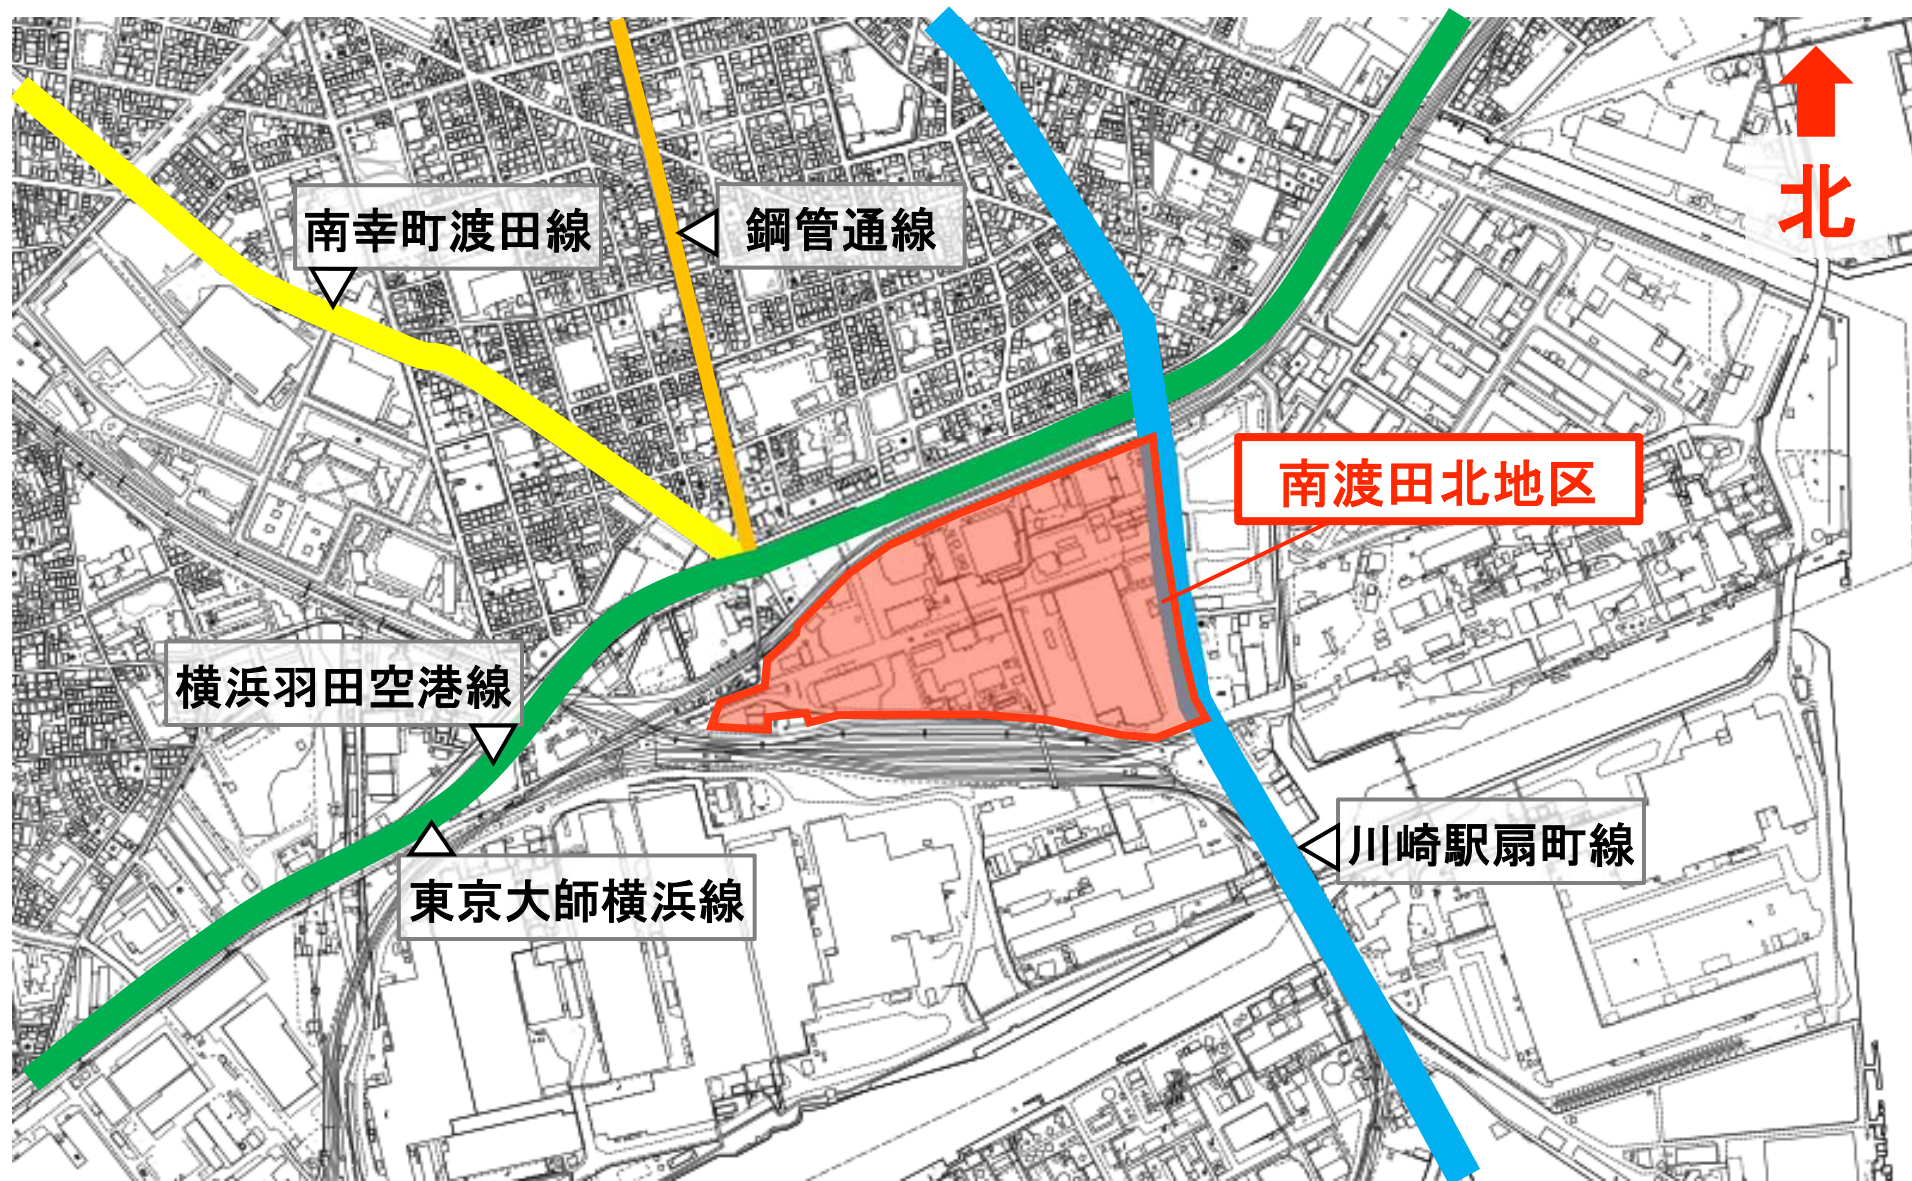 北
南幸町渡田線
鋼管通線
南渡田北地区
横浜羽田空港線
川崎駅扇町線
東京大師横浜線